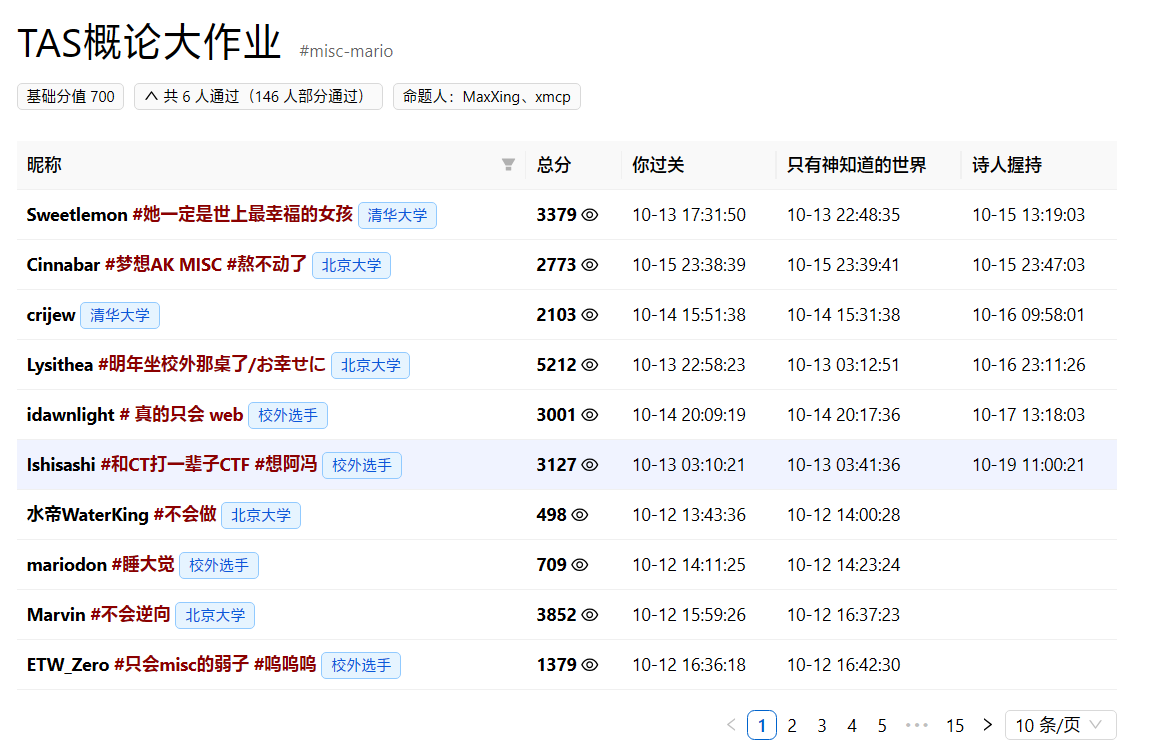 TAS概论大作业 #misc-mario
基础分值 700 共 6 人通过（146 人部分通过） 命题人：MaxXing、xmcp
昵称 总分 你过关 只有神知道的世界 诗人握持
Sweetlemon #她一定是世上最幸福的女孩 清华大学 3379 10-13 17:31:50 10-13 22:48:35 10-15 13:19:03
Cinnabar #梦想AK MISC #熬不动了 北京大学 2773 10-15 23:38:39 10-15 23:39:41 10-15 23:47:03
crijew 清华大学 2103 10-14 15:51:38 10-14 15:31:38 10-16 09:58:01
Lysithea #明年坐校外那桌了/お幸せに 北京大学 5212 10-13 22:58:23 10-13 03:12:51 10-16 23:11:26
idawnlight # 真的只会 web 校外选手 3001 10-14 20:09:19 10-14 20:17:36 10-17 13:18:03
Ishisashi #和CT打一辈子CTF #想阿冯 校外选手 3127 10-13 03:10:21 10-13 03:41:36 10-19 11:00:21
水帝WaterKing #不会做 北京大学 498 10-12 13:43:36 10-12 14:00:28
mariodon #睡大觉 校外选手 709 10-12 14:11:25 10-12 14:23:24
Marvin #不会逆向 北京大学 3852 10-12 15:59:26 10-12 16:37:23
ETW_Zero #只会misc的弱子 #呜呜呜 校外选手 1379 10-12 16:36:18 10-12 16:42:30
< 1 2 3 4 5 ••• 15 > 10 条/页